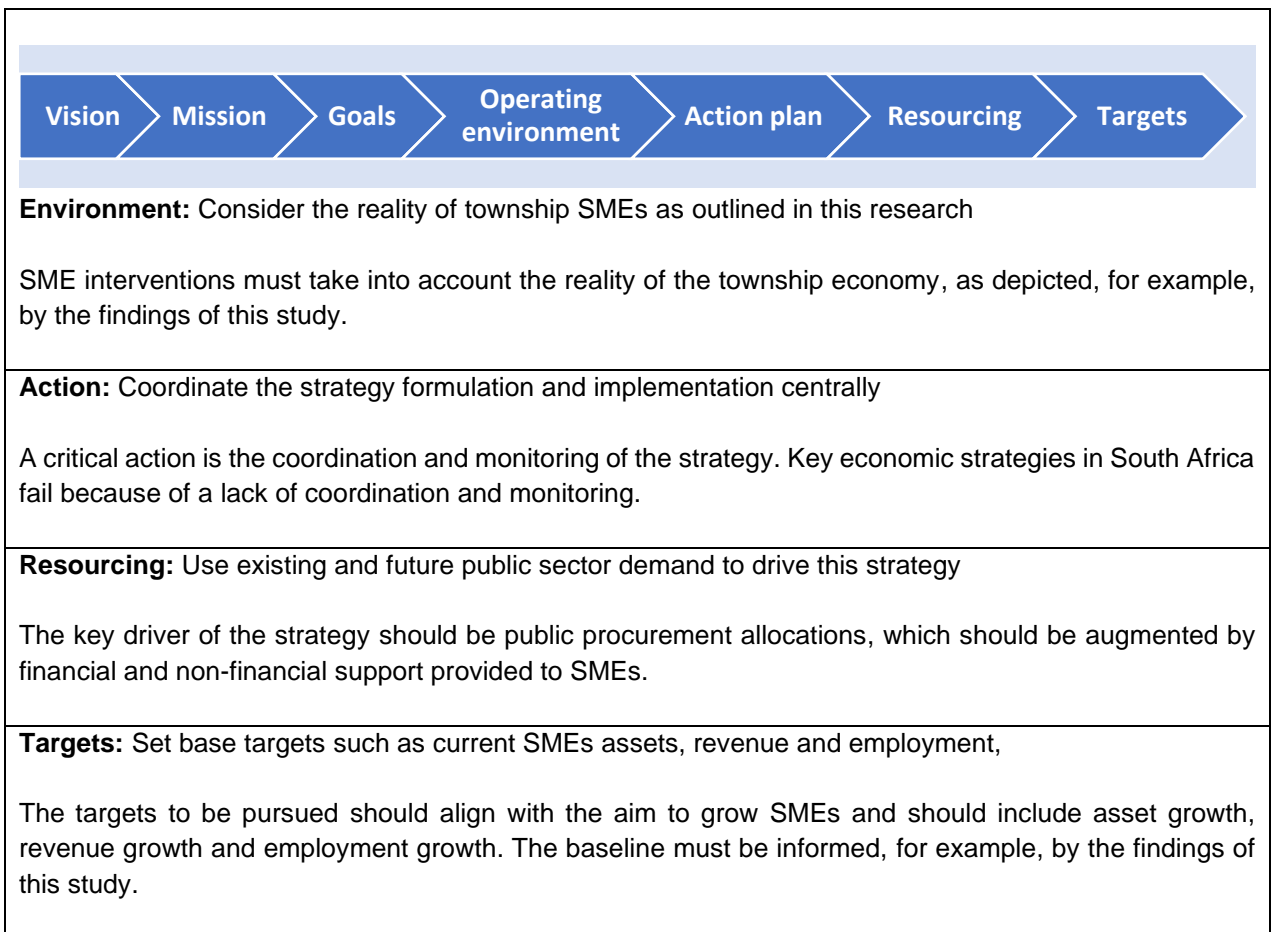 Vision Mission Goals Operating environment Action plan Resourcing Targets
Environment: Consider the reality of township SMEs as outlined in this research
SME interventions must take into account the reality of the township economy, as depicted, for example,
by the findings of this study.
Action: Coordinate the strategy formulation and implementation centrally
A critical action is the coordination and monitoring of the strategy. Key economic strategies in South Africa
fail because of a lack of coordination and monitoring.
Resourcing: Use existing and future public sector demand to drive this strategy
The key driver of the strategy should be public procurement allocations, which should be augmented by
financial and non-financial support provided to SMEs.
Targets: Set base targets such as current SMEs assets, revenue and employment,
The targets to be pursued should align with the aim to grow SMEs and should include asset growth,
revenue growth and employment growth. The baseline must be informed, for example, by the findings of
this study.